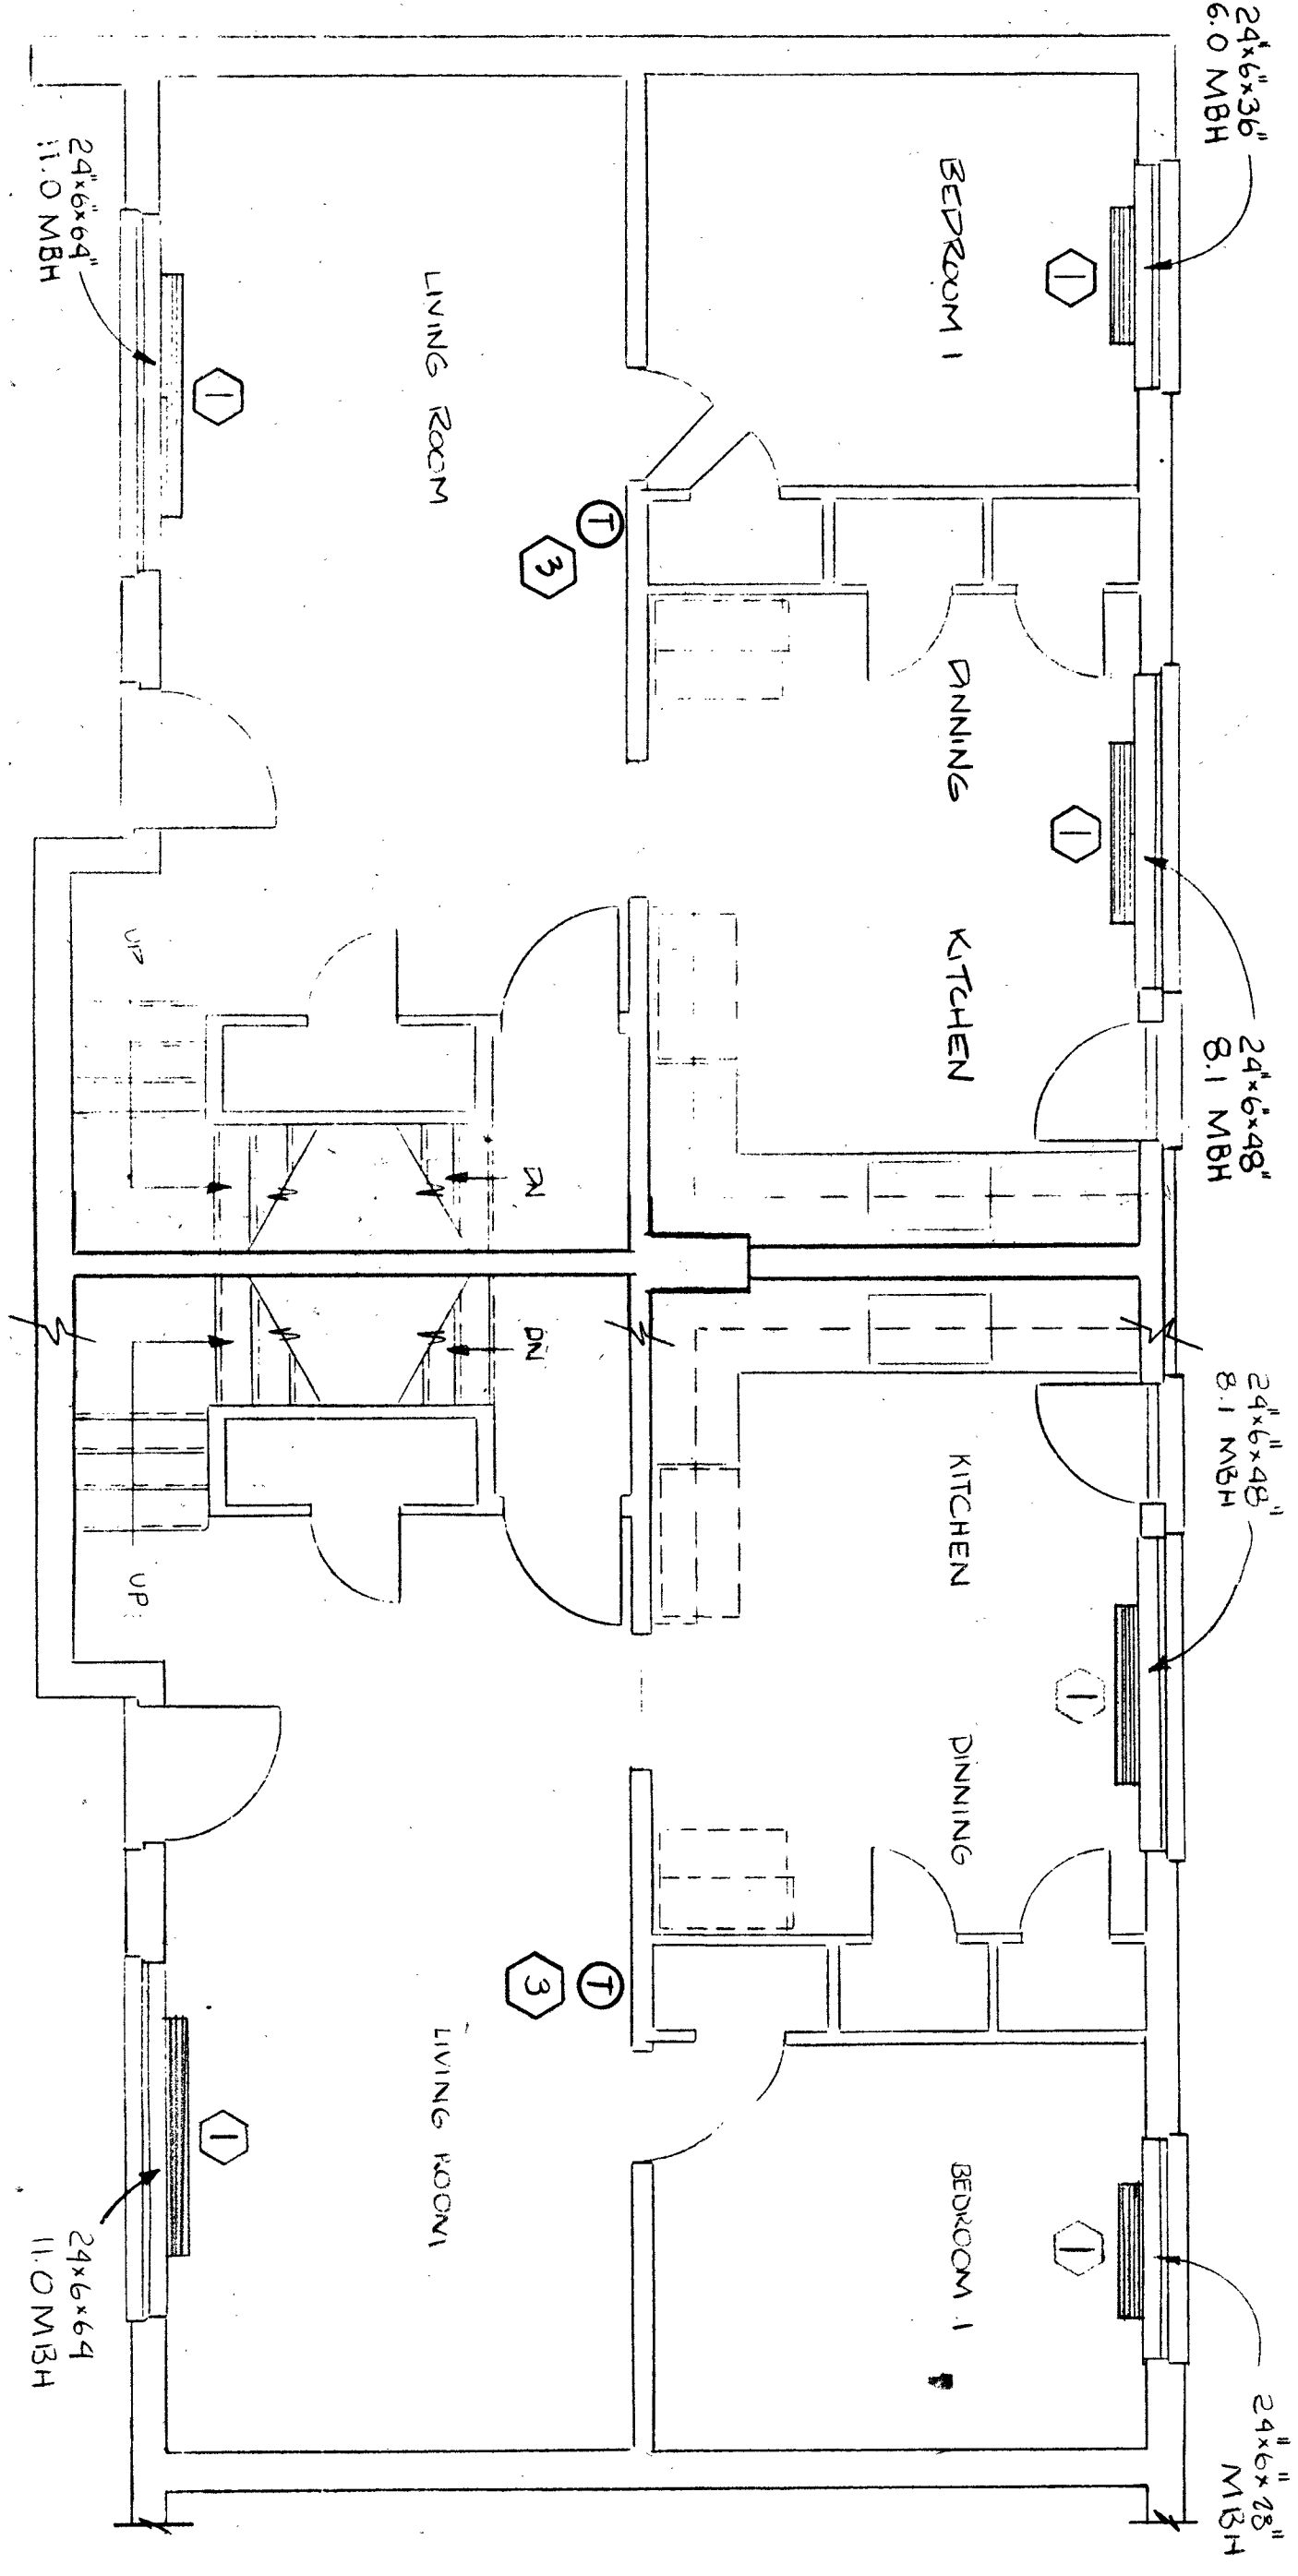 24"x6"x36"
6.0 MBH
24"x6"x48"
8.1 MBH
24"x6"x48"
8.1 MBH
24"x6"x28"
MBH
1
1
1
1
BEDROOM 1
DINNING
KITCHEN
KITCHEN
DINNING
BEDROOM 1
T
3
DN
DN
3
T
LIVING ROOM
LIVING ROOM
1
1
UP
UP
24"x6"x64"
11.0 MBH
24x6x64
11.0 MBH